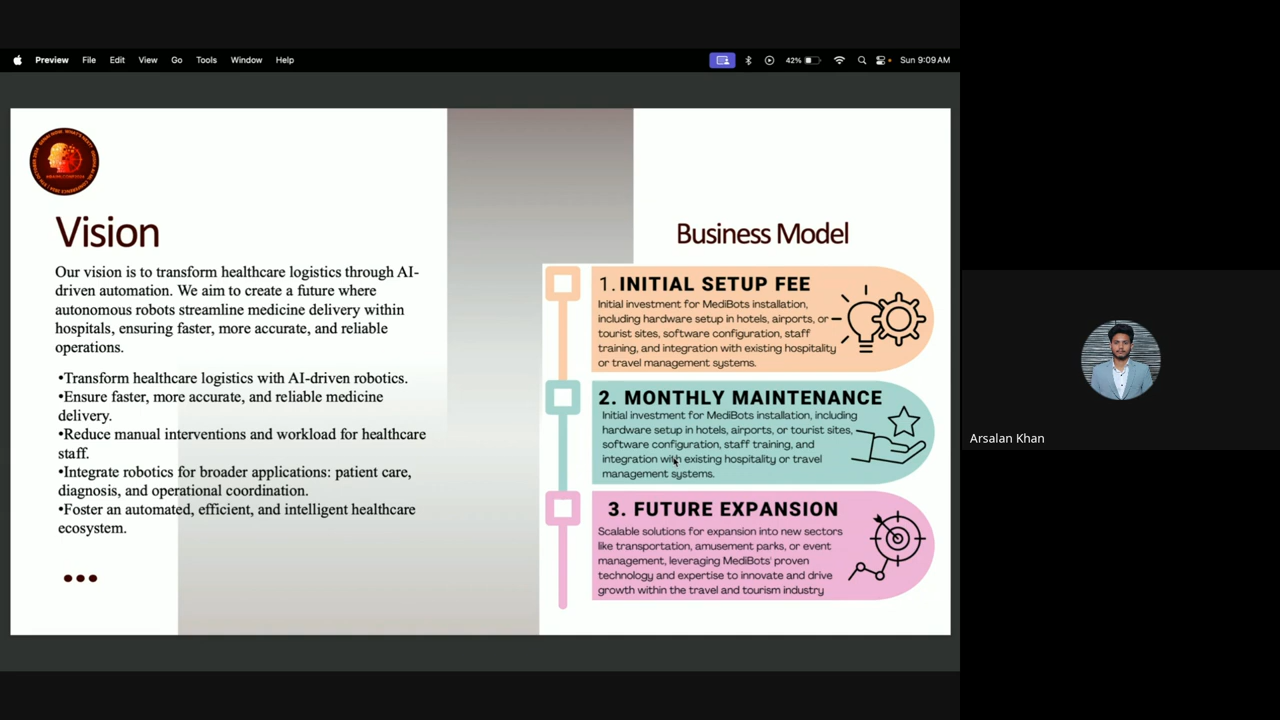 Preview File Edit View Go Tools Window Help 42% Sun 9:09 AM
Vision
Our vision is to transform healthcare logistics through AI-
driven automation. We aim to create a future where
autonomous robots streamline medicine delivery within
hospitals, ensuring faster, more accurate, and reliable
operations.
•Transform healthcare logistics with AI-driven robotics.
•Ensure faster, more accurate, and reliable medicine
delivery.
•Reduce manual interventions and workload for healthcare
staff.
•Integrate robotics for broader applications: patient care,
diagnosis, and operational coordination.
•Foster an automated, efficient, and intelligent healthcare
ecosystem.
Business Model
1. INITIAL SETUP FEE
Initial investment for MediBots installation,
including hardware setup in hotels, airports, or
tourist sites, software configuration, staff
training, and integration with existing hospitality
or travel management systems.
2. MONTHLY MAINTENANCE
Initial investment for MediBots installation, including
hardware setup in hotels, airports, or tourist sites,
software configuration, staff training, and
integration with existing hospitality or travel
management systems.
3. FUTURE EXPANSION
Scalable solutions for expansion into new sectors
like transportation, amusement parks, or event
management, leveraging MediBots' proven
technology and expertise to innovate and drive
growth within the travel and tourism industry
Arsalan Khan